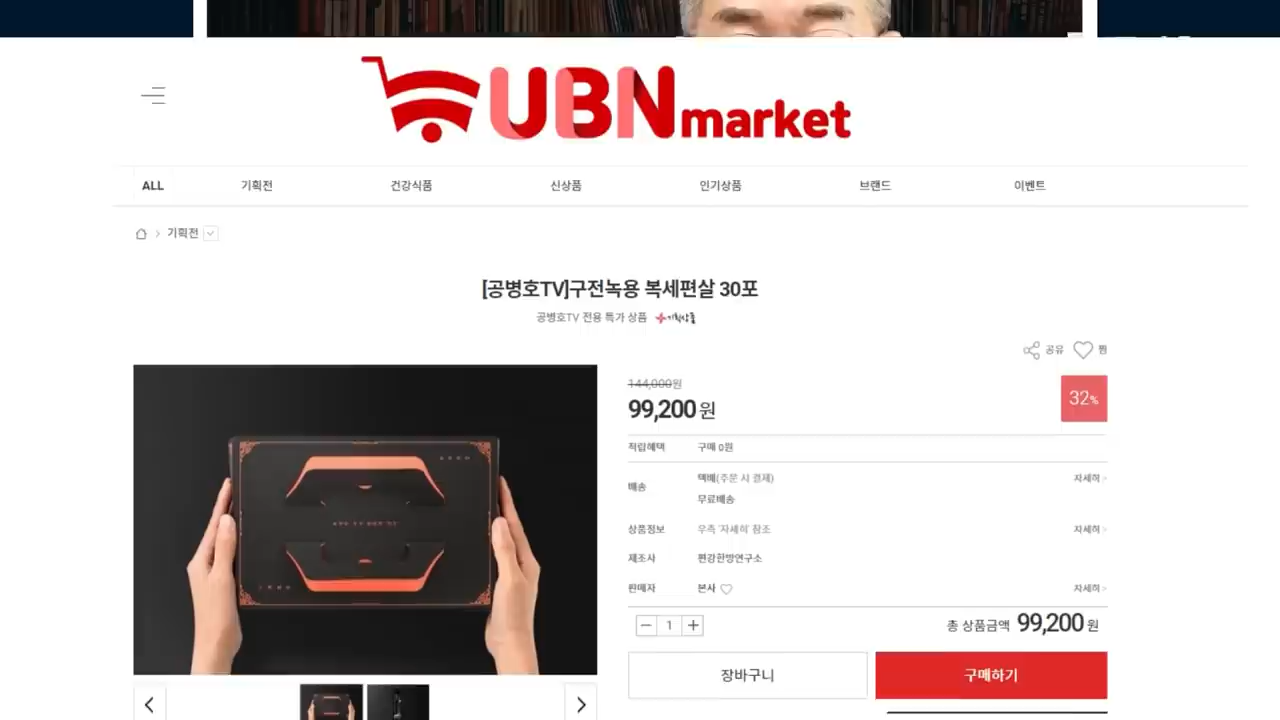 UBNmarket
ALL 기획전 건강식품 신상품 인기상품 브랜드 이벤트
기획전
[공병호TV]구전녹용 복세편살 30포
공병호TV 전용 특가 상품 기획상품
공유 찜
144,000원
99,200 원
32%
적립혜택 구매 0원
배송 택배(주문 시 결제) 자세히 >
무료배송
상품정보 우측 '자세히' 참조 자세히 >
제조사 편강한방연구소
판매자 본사 자세히 >
1
총 상품금액 99,200 원
장바구니 구매하기